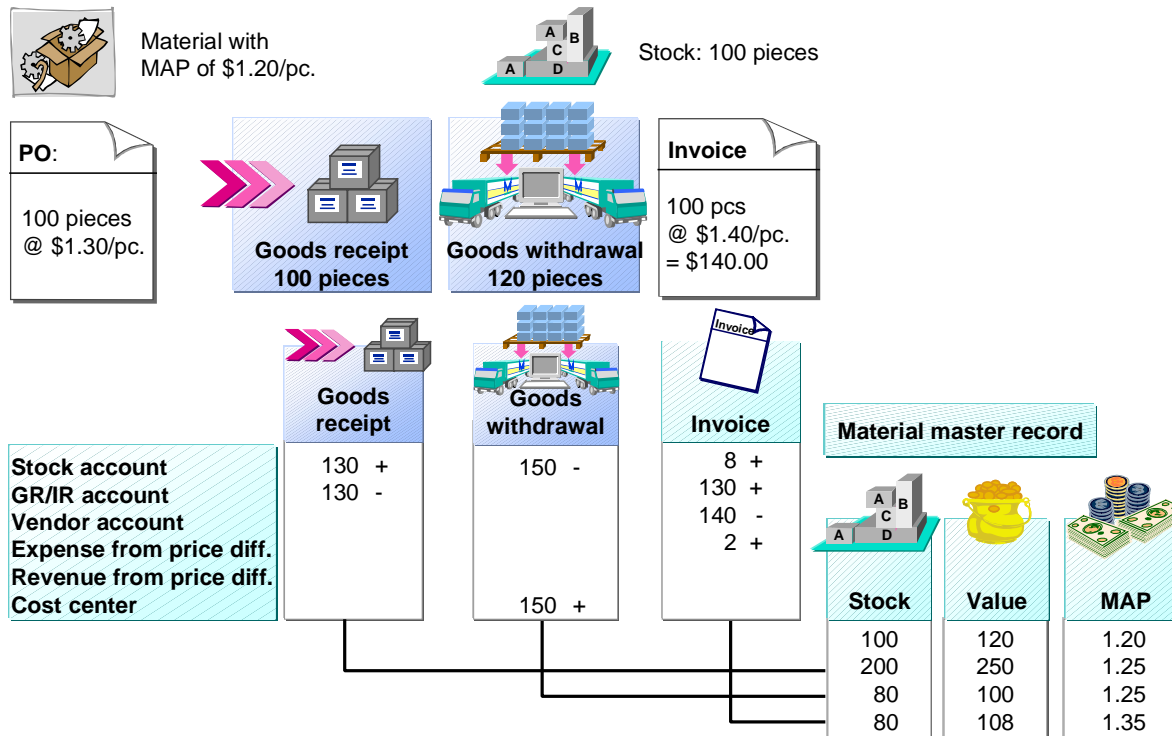 Material with
MAP of $1.20/pc.
A
B
C
A
D
Stock: 100 pieces
PO:
100 pieces
@ $1.30/pc.
Goods receipt
100 pieces
Goods withdrawal
120 pieces
Invoice
100 pcs
@ $1.40/pc.
= $140.00
Invoice
Goods
receipt
Goods
withdrawal
Invoice
Material master record
Stock account
GR/IR account
Vendor account
Expense from price diff.
Revenue from price diff.
Cost center
130 +
130 -
150 -
150 +
8 +
130 +
140 -
2 +
A
B
C
A
D
Stock Value MAP
100 120 1.20
200 250 1.25
80 100 1.25
80 108 1.35